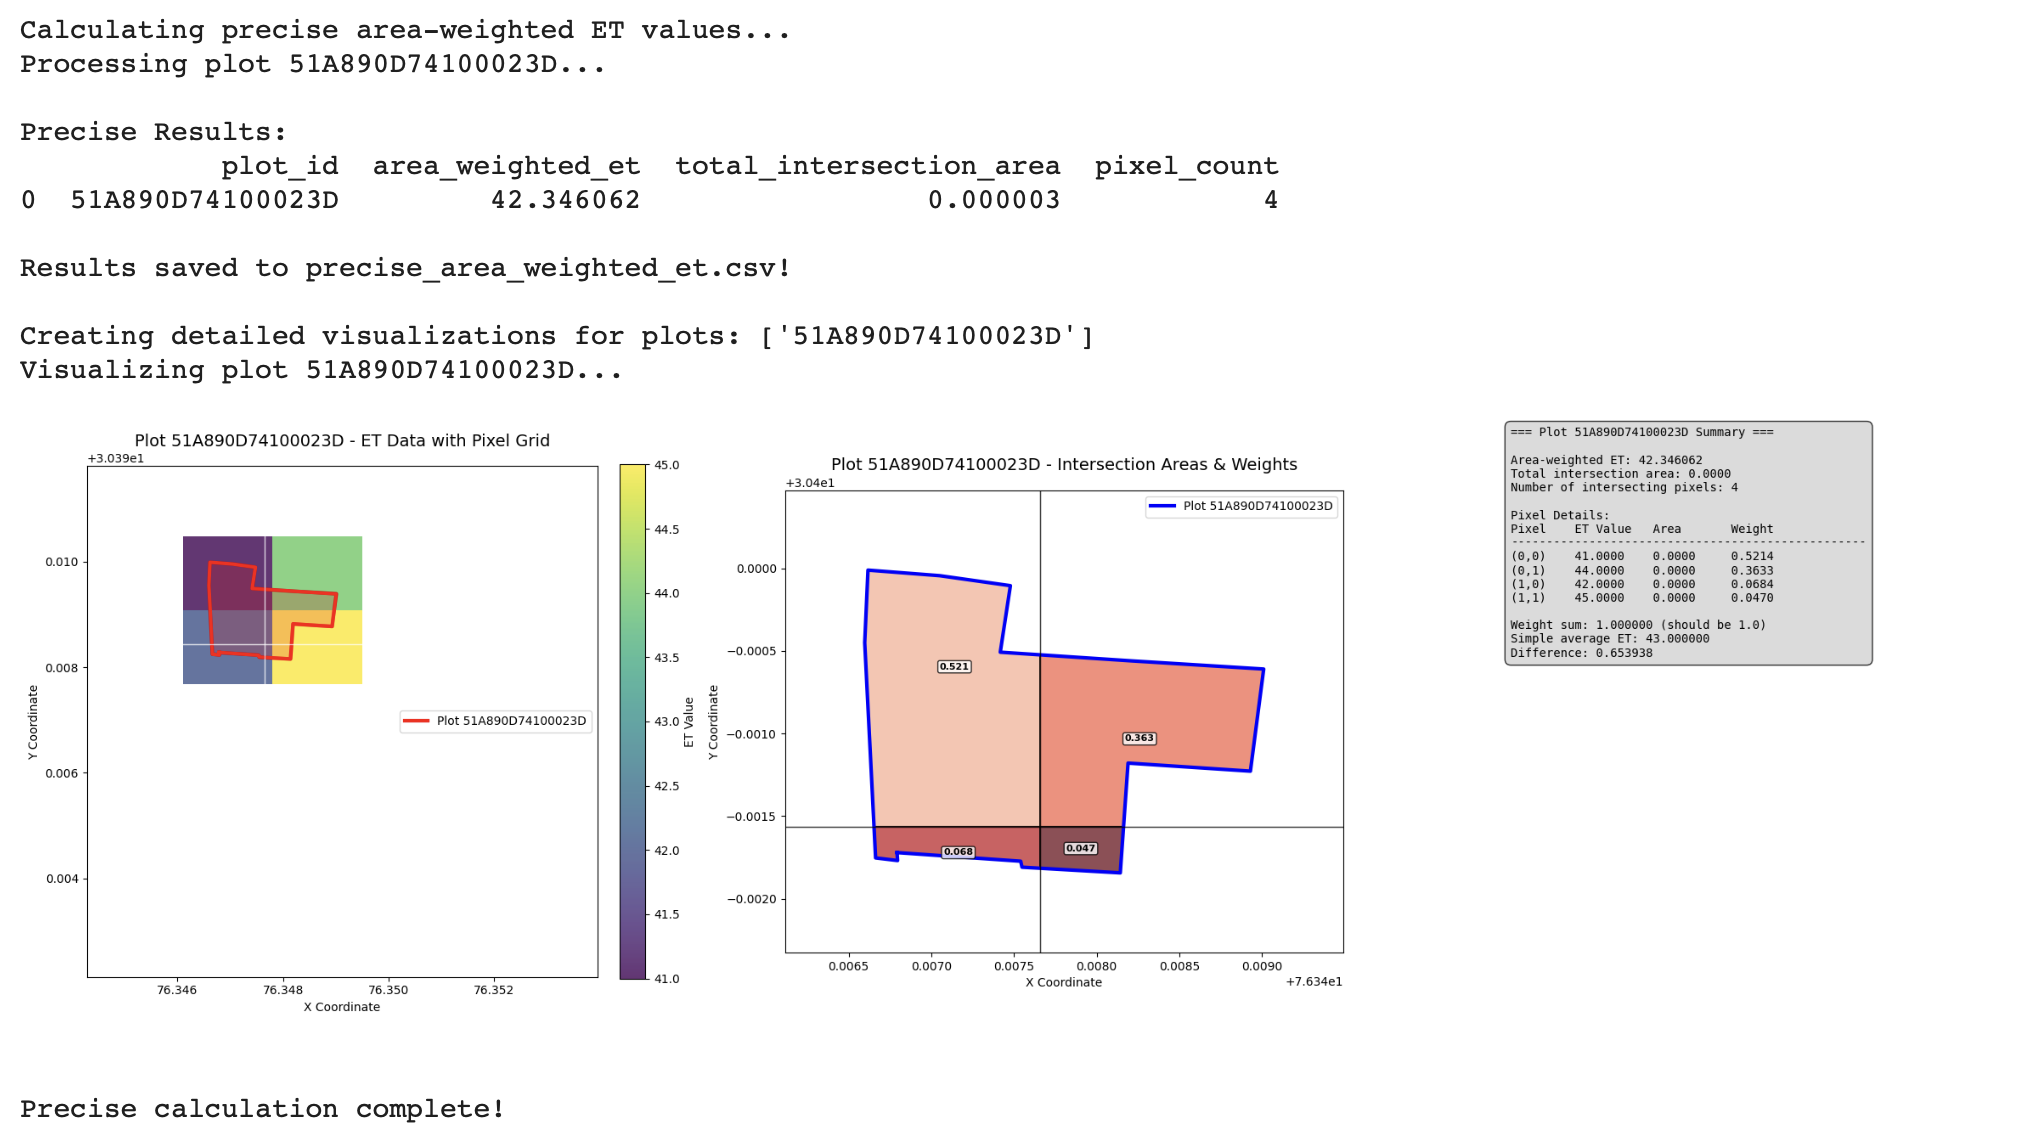 Calculating precise area-weighted ET values...
Processing plot 51A890D74100023D...
Precise Results:
plot_id  area_weighted_et  total_intersection_area  pixel_count
0  51A890D74100023D  42.346062  0.000003  4
Results saved to precise_area_weighted_et.csv!
Creating detailed visualizations for plots: ['51A890D74100023D']
Visualizing plot 51A890D74100023D...
Plot 51A890D74100023D - ET Data with Pixel Grid
+3.039e1
0.010
0.008
0.006
0.004
Y Coordinate
Plot 51A890D74100023D
76.346 76.348 76.350 76.352
X Coordinate
45.0
44.5
44.0
43.5
43.0
42.5
42.0
41.5
41.0
ET Value
Plot 51A890D74100023D - Intersection Areas & Weights
+3.04e1
Plot 51A890D74100023D
0.0000
−0.0005
−0.0010
−0.0015
−0.0020
Y Coordinate
0.521
0.363
0.068
0.047
0.0065 0.0070 0.0075 0.0080 0.0085 0.0090
X Coordinate
+7.634e1
=== Plot 51A890D74100023D Summary ===
Area-weighted ET: 42.346062
Total intersection area: 0.0000
Number of intersecting pixels: 4
Pixel Details:
Pixel ET Value Area Weight
--------------------------------------------------
(0,0) 41.0000 0.0000 0.5214
(0,1) 44.0000 0.0000 0.3633
(1,0) 42.0000 0.0000 0.0684
(1,1) 45.0000 0.0000 0.0470
Weight sum: 1.000000 (should be 1.0)
Simple average ET: 43.000000
Difference: 0.653938
Precise calculation complete!